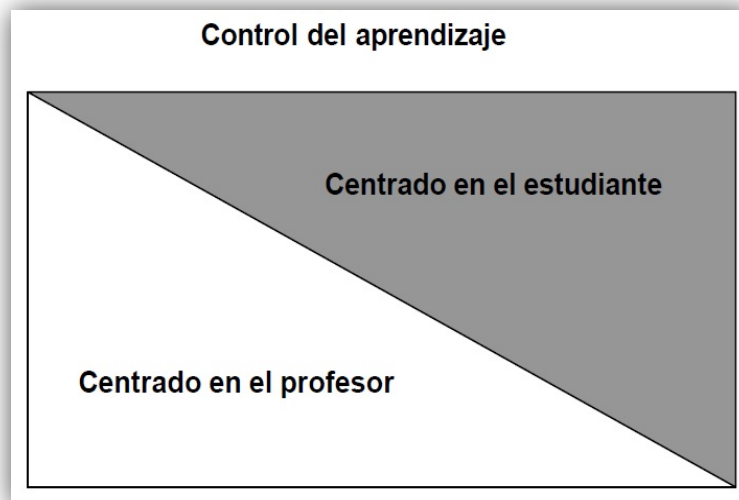 Control del aprendizaje
Centrado en el estudiante
Centrado en el profesor